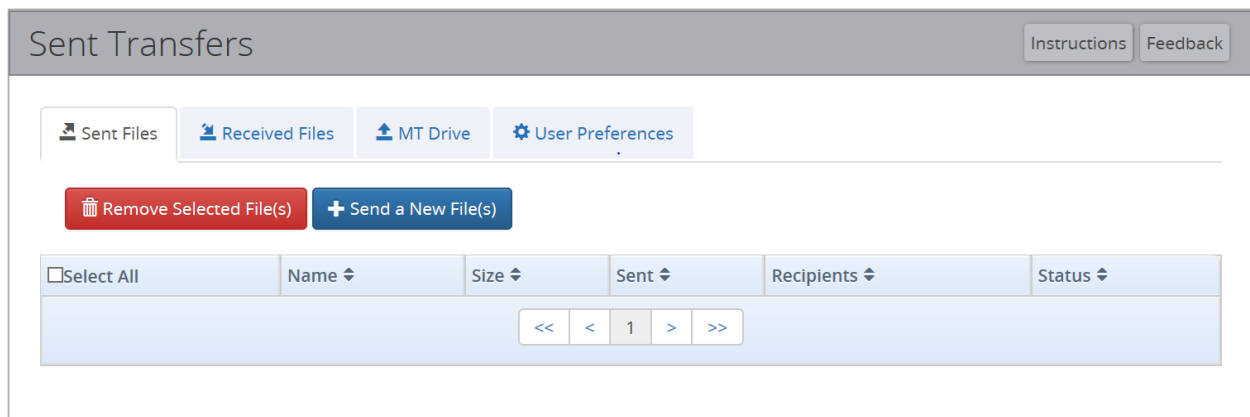 Sent Transfers Instructions Feedback
Sent Files Received Files MT Drive User Preferences
Remove Selected File(s) Send a New File(s)
Select All Name Size Sent Recipients Status
<< < 1 > >>